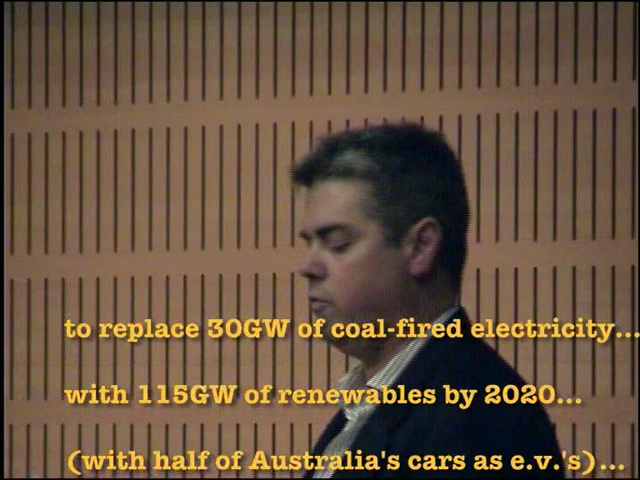 to replace 30GW of coal-fired electricity...
with 115GW of renewables by 2020...
(with half of Australia's cars as e.v.'s)...